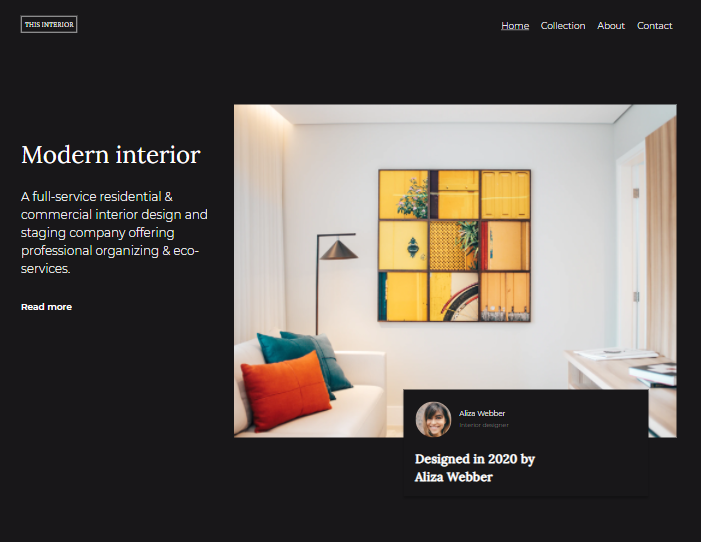 THIS INTERIOR
Home Collection About Contact
Modern interior
A full-service residential &
commercial interior design and
staging company offering
professional organizing & eco-
services.
Read more
Aliza Webber
Interior designer
Designed in 2020 by
Aliza Webber